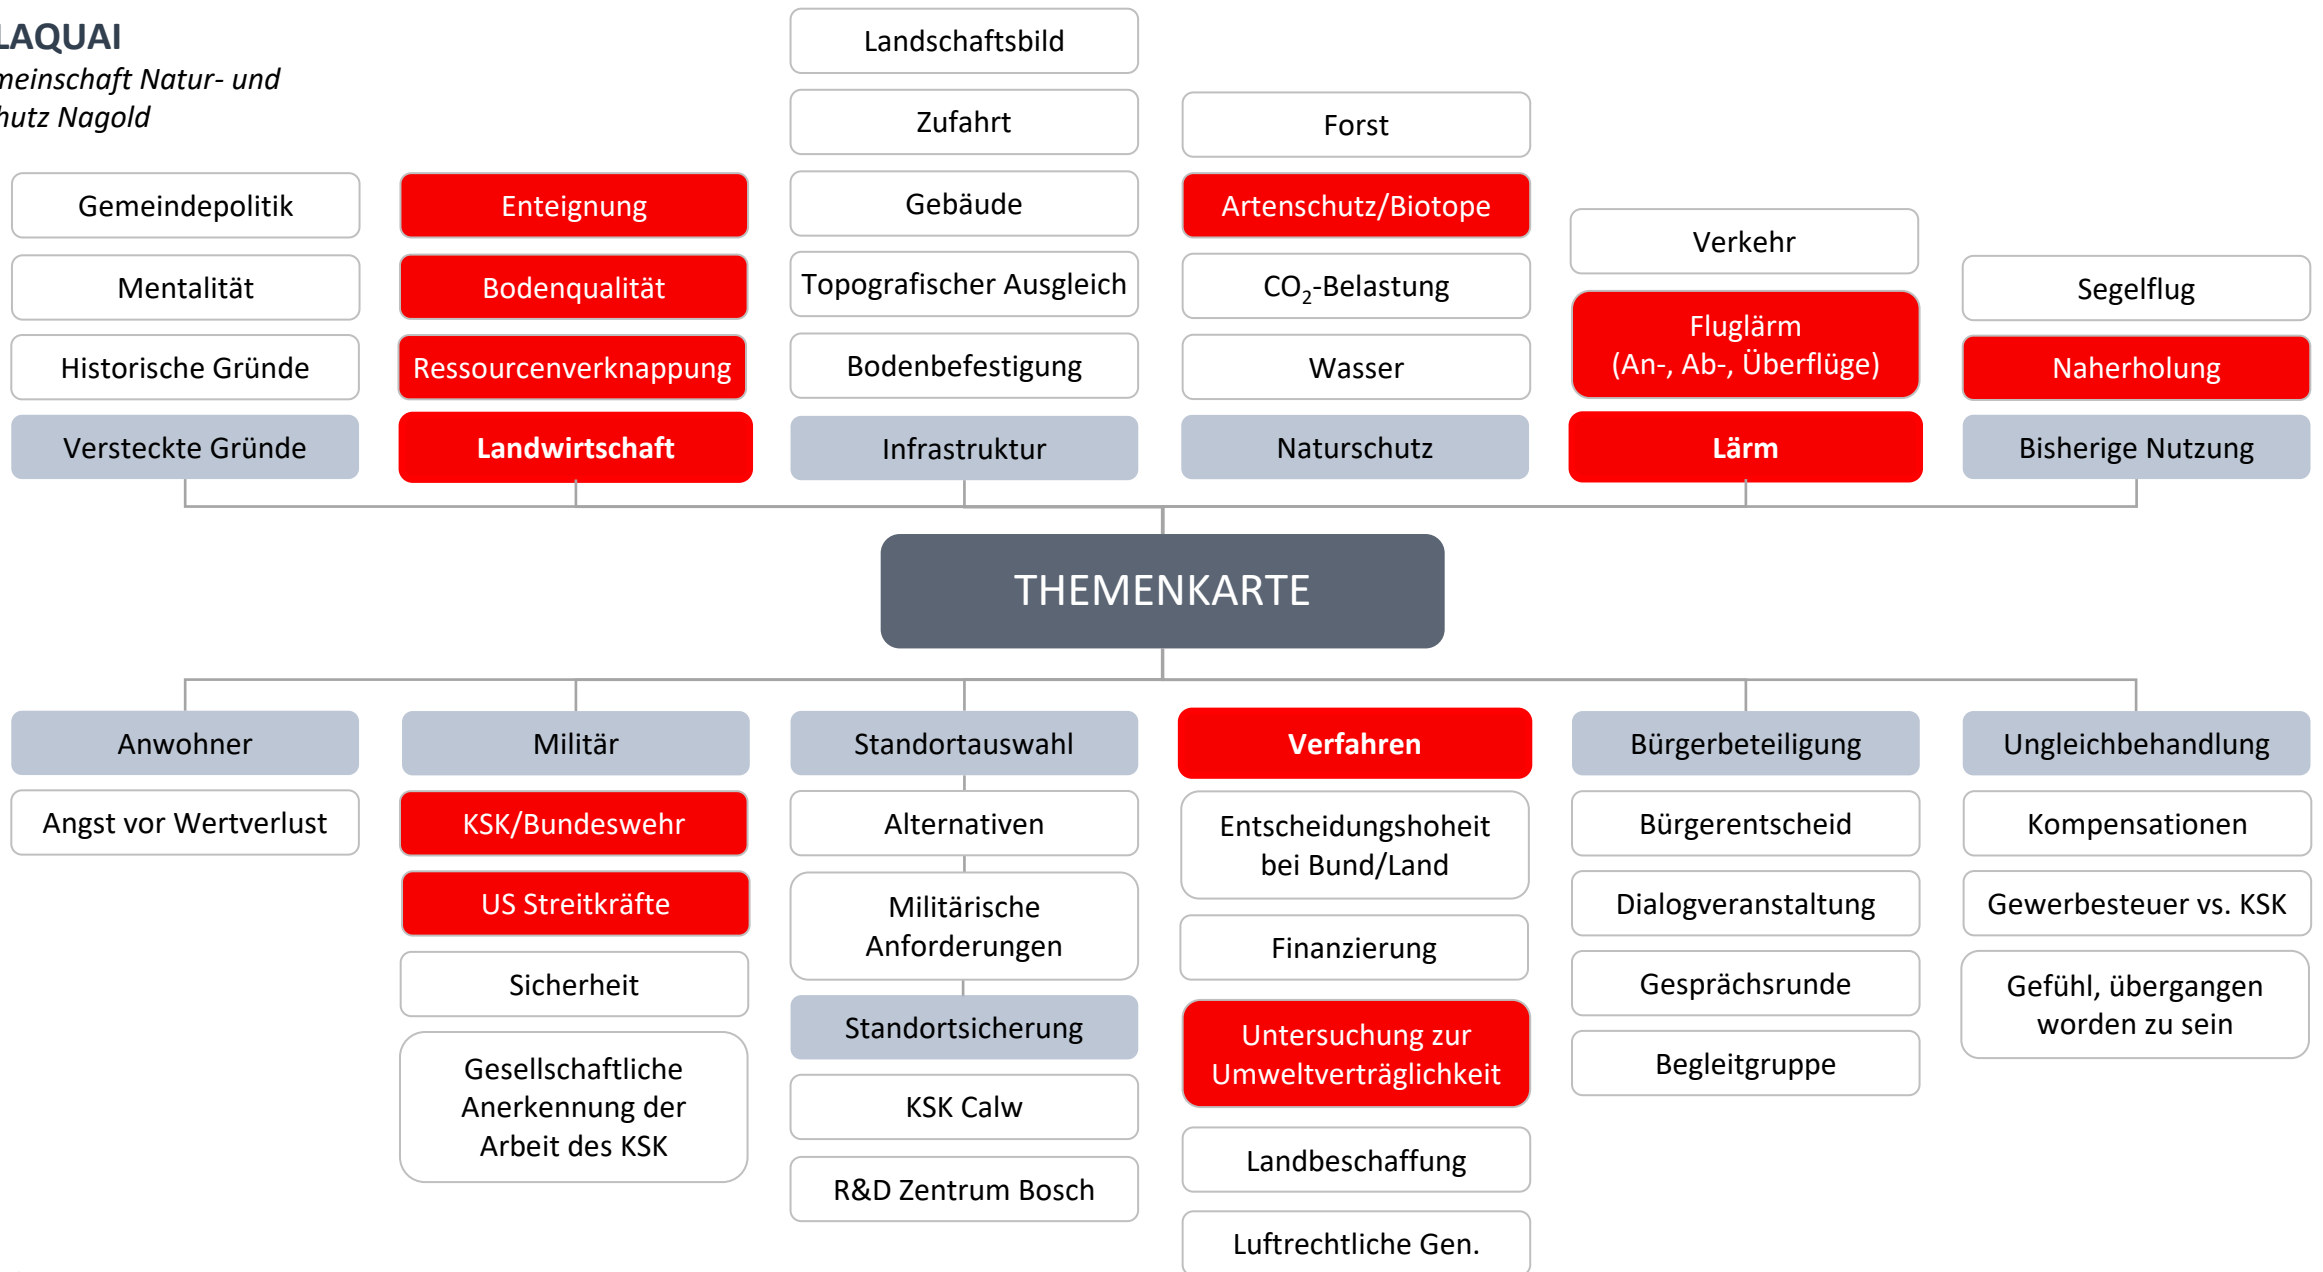 LAQUAI
meinschaft Natur- und
hutz Nagold
Gemeindepolitik
Mentalität
Historische Gründe
Versteckte Gründe
Enteignung
Bodenqualität
Ressourcenverknappung
Landwirtschaft
Landschaftsbild
Zufahrt
Gebäude
Topografischer Ausgleich
Bodenbefestigung
Infrastruktur
Forst
Artenschutz/Biotope
CO₂-Belastung
Wasser
Naturschutz
Verkehr
Fluglärm
(An-, Ab-, Überflüge)
Lärm
Segelflug
Naherholung
Bisherige Nutzung
THEMENKARTE
Anwohner
Angst vor Wertverlust
Militär
KSK/Bundeswehr
US Streitkräfte
Sicherheit
Gesellschaftliche
Anerkennung der
Arbeit des KSK
Standortauswahl
Alternativen
Militärische
Anforderungen
Standortsicherung
KSK Calw
R&D Zentrum Bosch
Verfahren
Entscheidungshoheit
bei Bund/Land
Finanzierung
Untersuchung zur
Umweltverträglichkeit
Landbeschaffung
Luftrechtliche Gen.
Bürgerbeteiligung
Bürgerentscheid
Dialogveranstaltung
Gesprächsrunde
Begleitgruppe
Ungleichbehandlung
Kompensationen
Gewerbesteuer vs. KSK
Gefühl, übergangen
worden zu sein